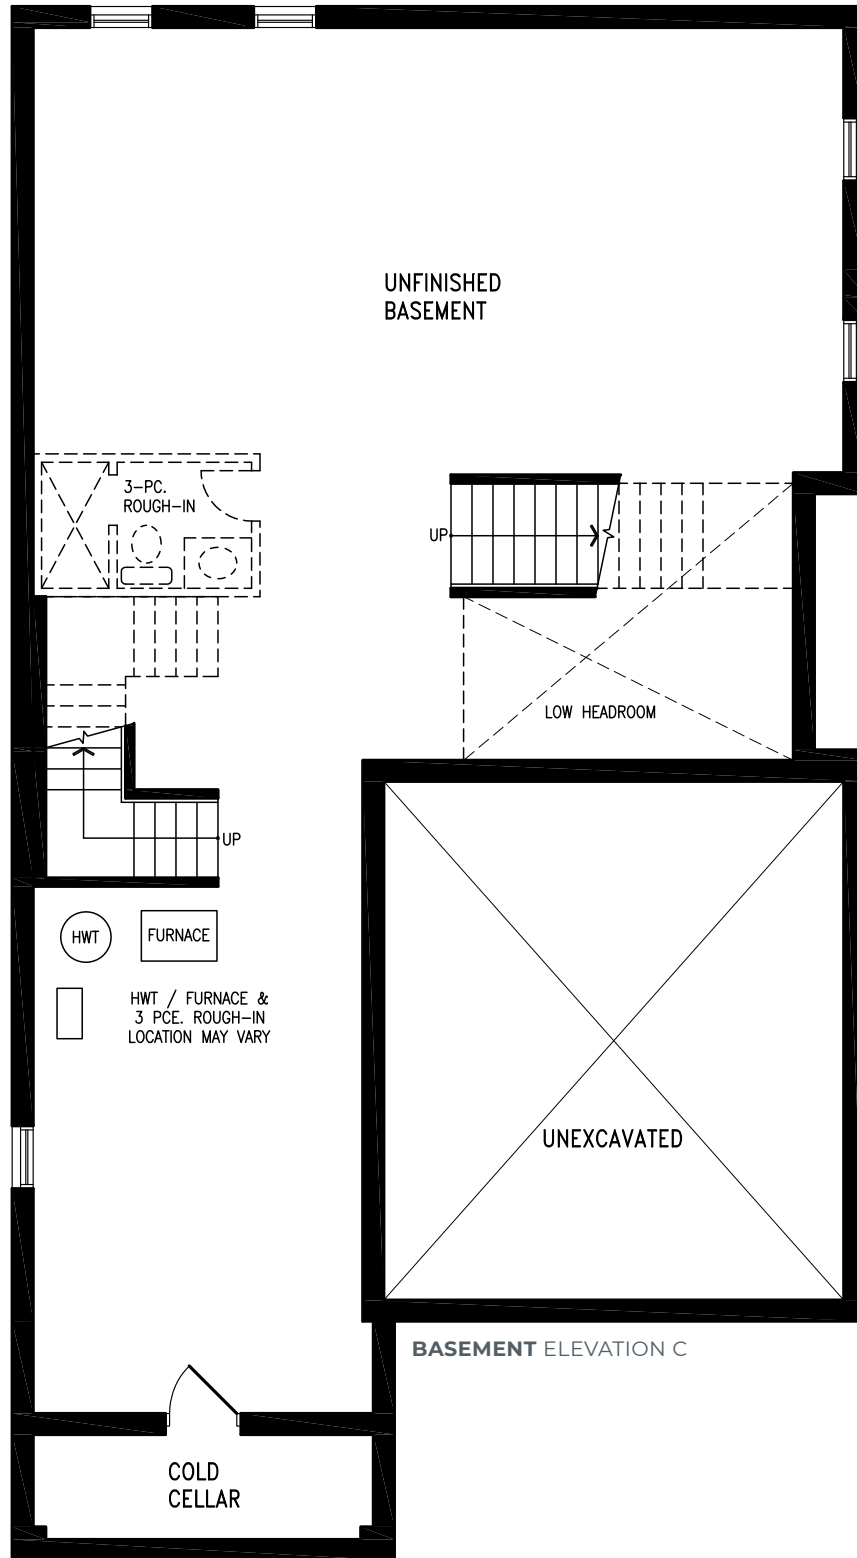 UNFINISHED
BASEMENT
3-PC.
ROUGH-IN
UP
LOW HEADROOM
UP
HWT
FURNACE
HWT / FURNACE &
3 PCE. ROUGH-IN
LOCATION MAY VARY
UNEXCAVATED
BASEMENT ELEVATION C
COLD
CELLAR